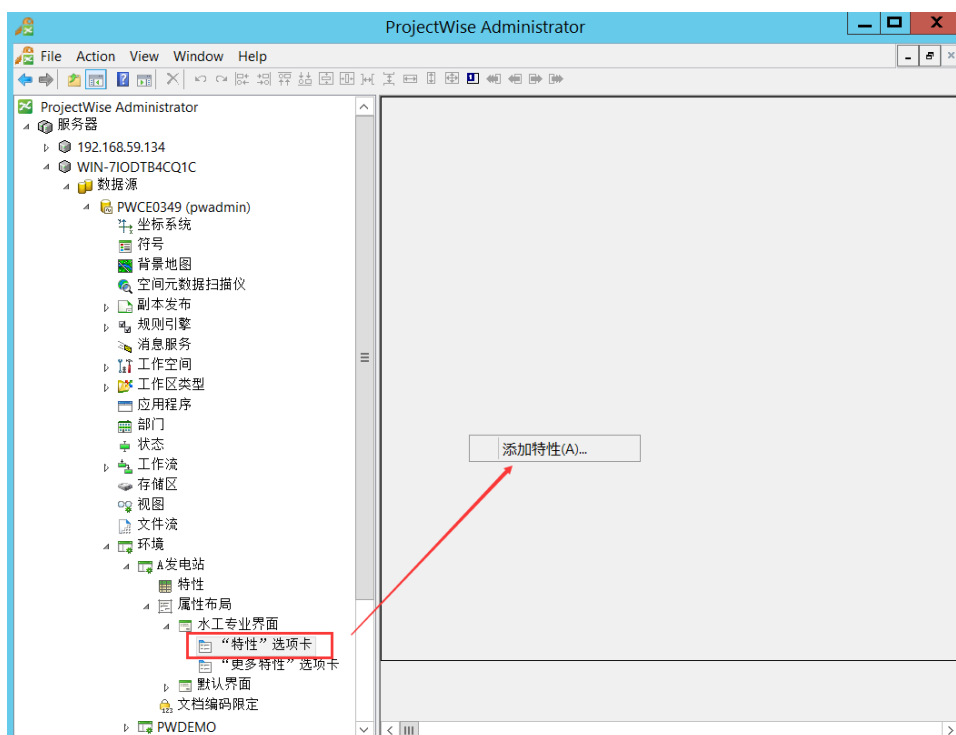 ProjectWise Administrator
File Action View Window Help
ProjectWise Administrator
服务器
192.168.59.134
WIN-7IODTB4CQ1C
数据源
PWCE0349 (pwadmin)
坐标系统
符号
背景地图
空间元数据扫描仪
副本发布
规则引擎
消息服务
工作空间
工作区类型
应用程序
部门
状态
添加特性(A)...
工作流
存储区
视图
文件流
环境
A发电站
特性
属性布局
水工专业界面
“特性”选项卡
“更多特性”选项卡
默认界面
文档编码限定
PWDEMO